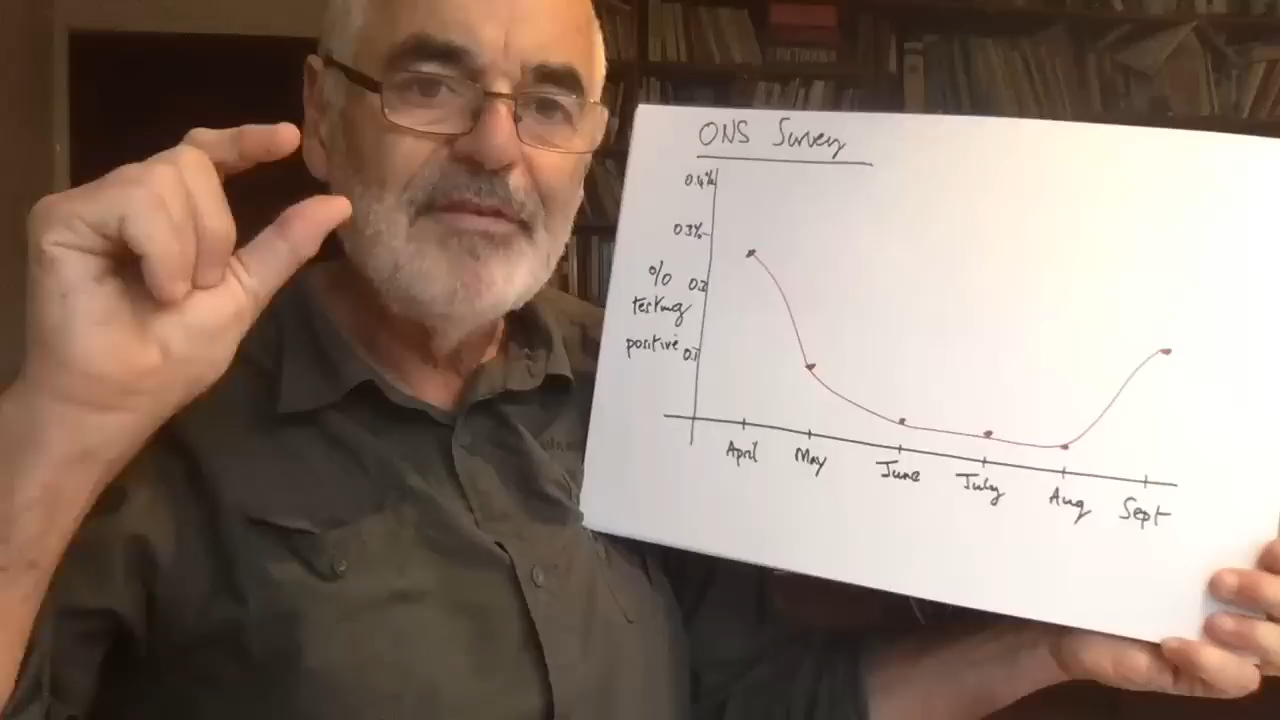 ONS Survey
0.4%
0.3%
0.2
0.1
%
testing
positive
April May June July Aug Sept